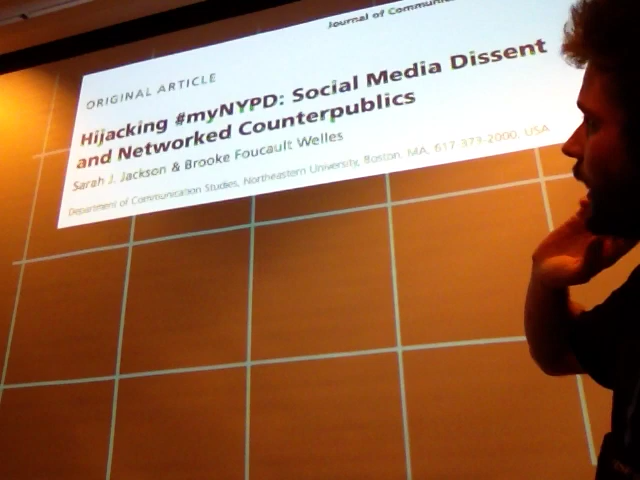 Journal of
ORIGINAL ARTICLE
Hijacking #myNYPD: Social Media Dissent
and Networked Counterpublics
Sarah J. Jackson & Brooke Foucault Welles
Department of Communication Studies, Northeastern University, Boston, MA, 617-373-2000, USA